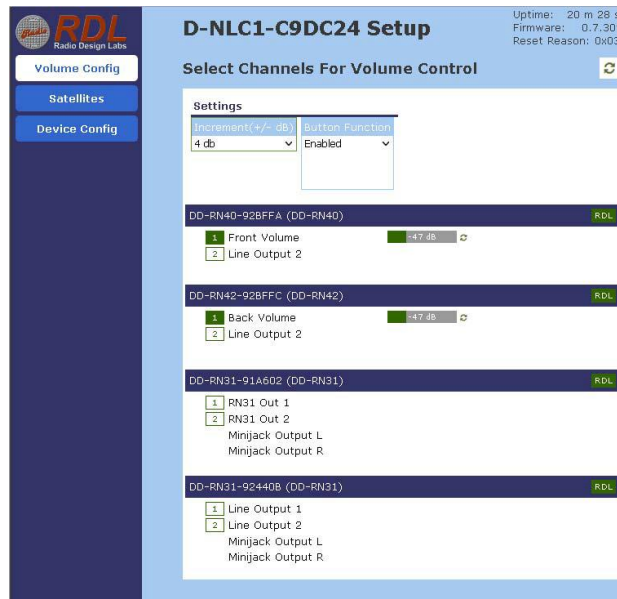 RDL
Radio Design Labs
Volume Config
Satellites
Device Config
D-NLC1-C9DC24 Setup
Uptime: 20 m 28 s
Firmware: 0.7.30
Reset Reason: 0x03
Select Channels For Volume Control
Settings
Increment(+/- dB) Button Function
4 db Enabled
DD-RN40-92BFFA (DD-RN40) RDL
1 Front Volume -47 dB
2 Line Output 2
DD-RN42-92BFFC (DD-RN42) RDL
1 Back Volume -47 dB
2 Line Output 2
DD-RN31-91A602 (DD-RN31) RDL
1 RN31 Out 1
2 RN31 Out 2
Minijack Output L
Minijack Output R
DD-RN31-92440B (DD-RN31) RDL
1 Line Output 1
2 Line Output 2
Minijack Output L
Minijack Output R